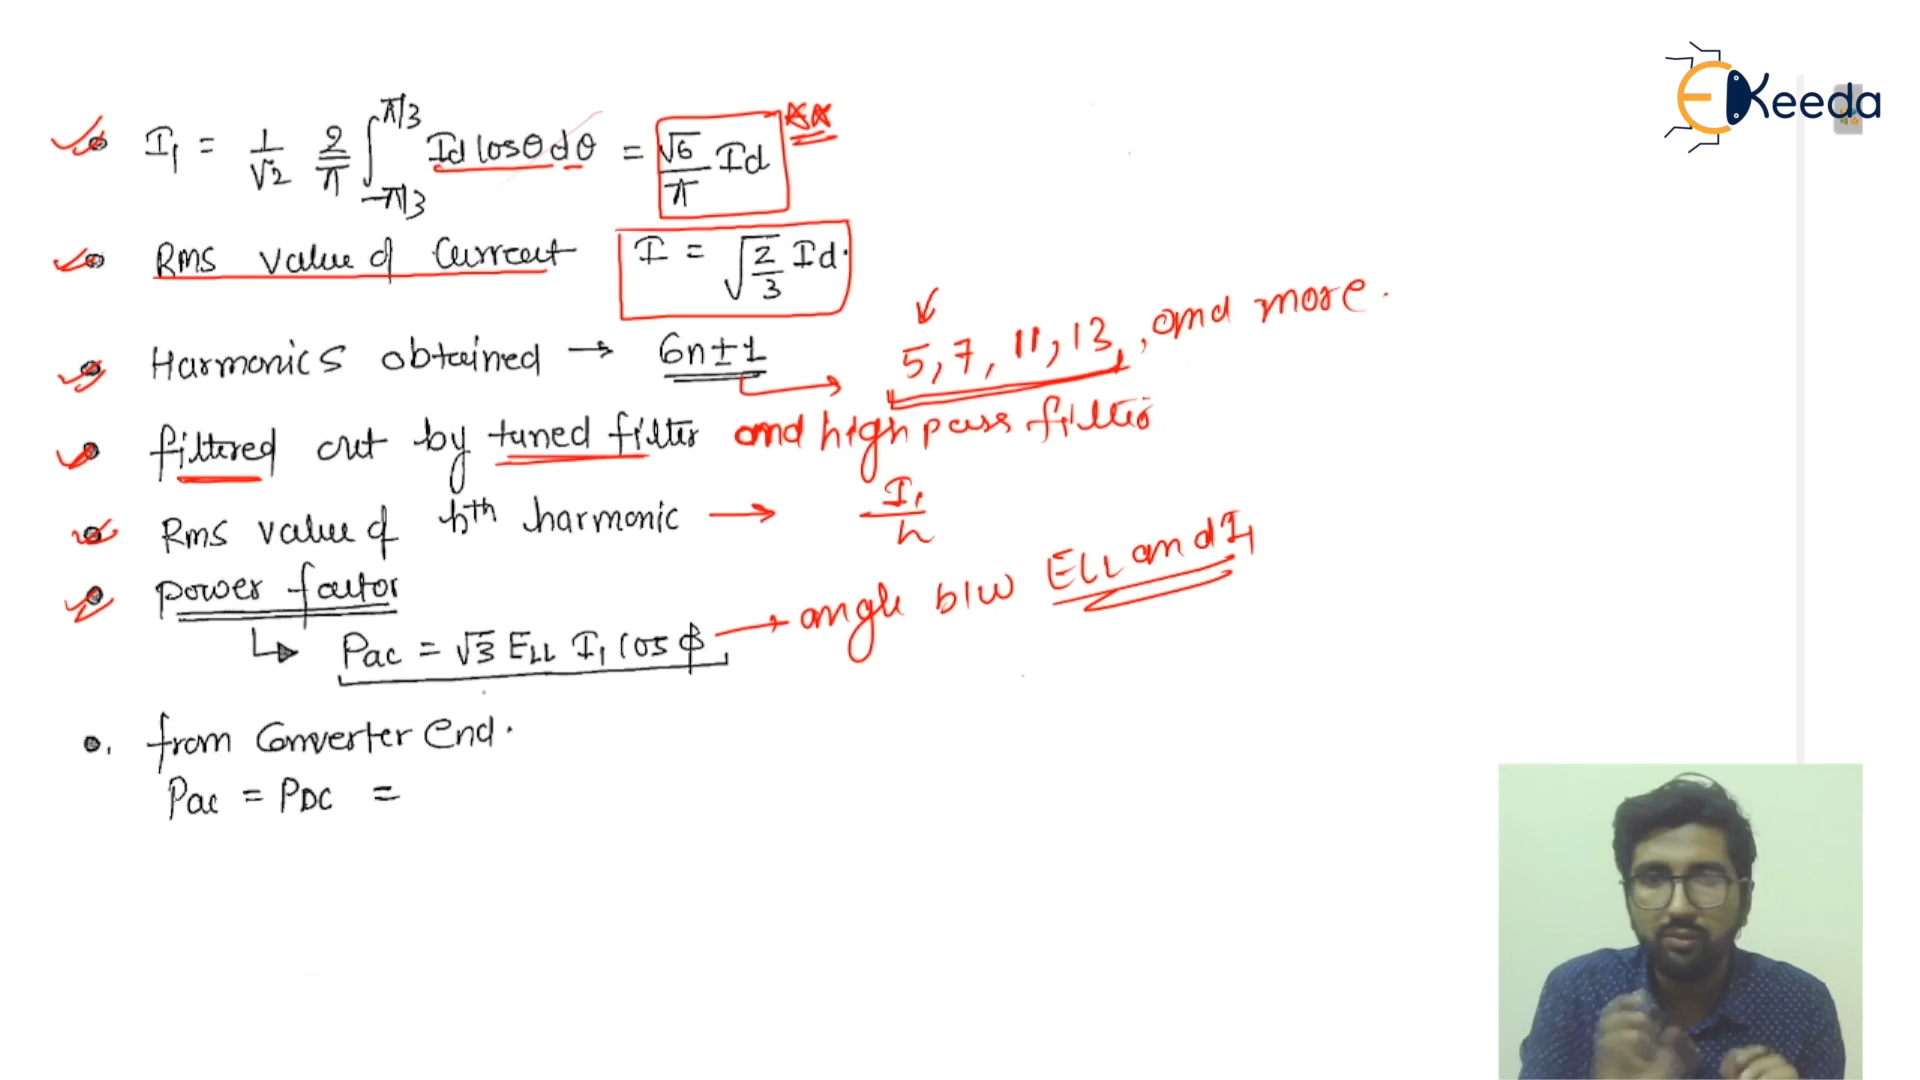 EKeeda
I₁ = 1/√2 2/π ∫_{-π/3}^{π/3} Id cosθ dθ = √6/π Id
Rms value of Current I = √(2/3) Id.
Harmonics obtained → 6n±1 → 5, 7, 11, 13, and more.
filtered out by tuned filter and high pass filter
Rms value of hᵗʰ harmonic → I₁/h
power factor
↳ Pac = √3 ELL I₁ cos ϕ → angle b/w ELL and I₁
from Converter end.
Pac = PDC =